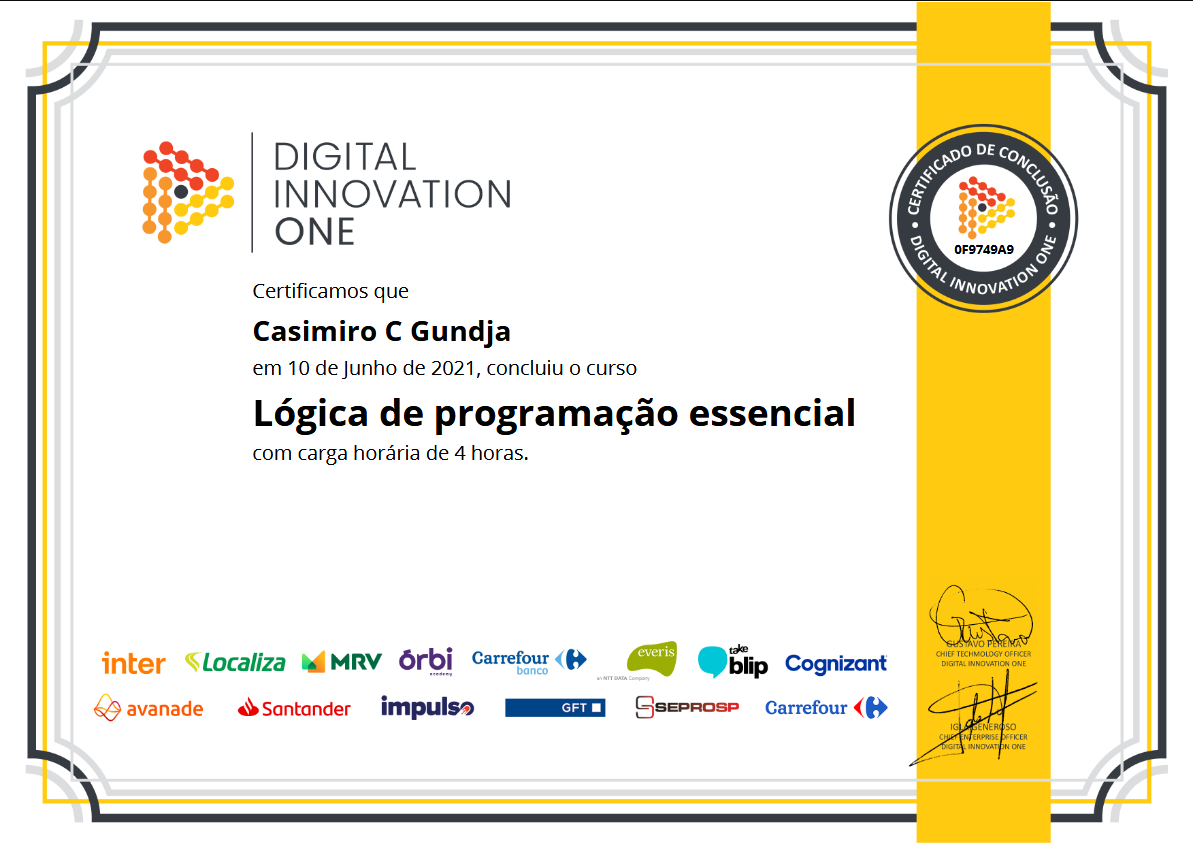 DIGITAL
INNOVATION
ONE
CERTIFICADO DE CONCLUSÃO
0F9749A9
DIGITAL INNOVATION ONE
Certificamos que
Casimiro C Gundja
em 10 de Junho de 2021, concluiu o curso
Lógica de programação essencial
com carga horária de 4 horas.
GUSTAVO PEREIRA
CHIEF TECHMOLOGY OFFICER
DIGITAL INNOVATION ONE
inter Localiza MRV órbi academy Carrefour banco everis an NTT DATA Company take blip Cognizant
avanade Santander impulso GFT SEPROSP Carrefour
IGLÁ GENEROSO
CHIEF ENTERPRISE OFFICER
DIGITAL INNOVATION ONE